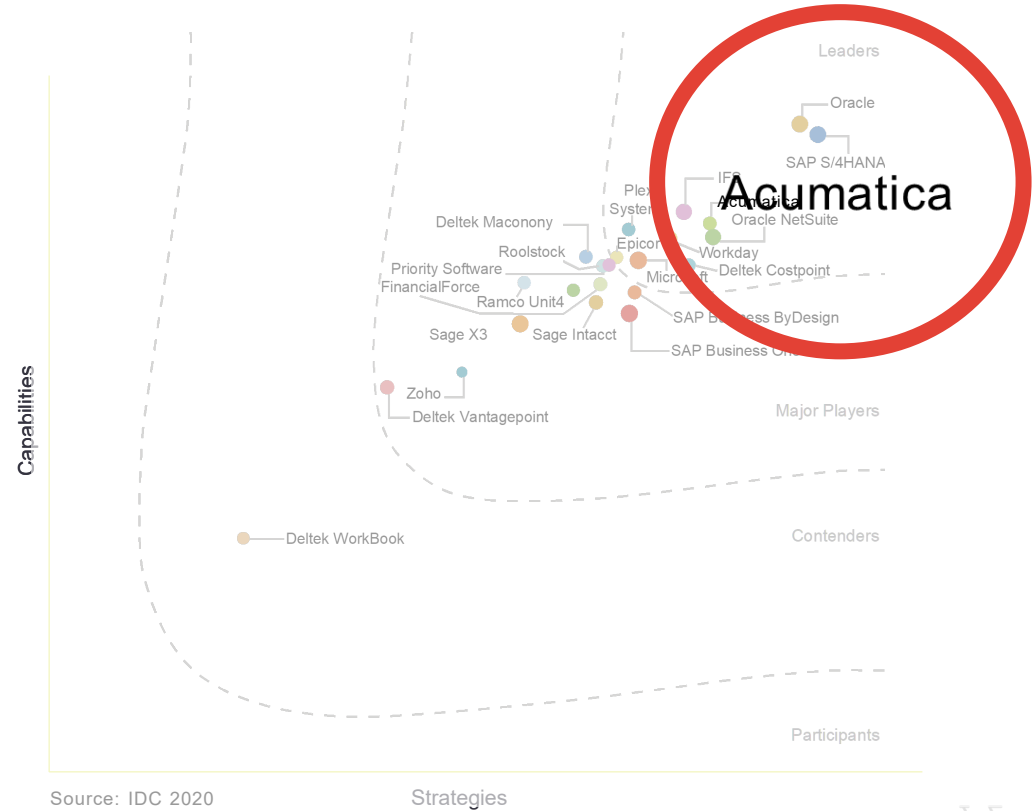 Leaders
Oracle
SAP S/4HANA
IFS
Acumatica
Acumatica
Oracle NetSuite
Plex
System
Deltek Maconony
Epicor
Workday
Roolstock
Priority Software
Deltek Costpoint
Microsoft
FinancialForce
Ramco Unit4
SAP Business ByDesign
Sage X3
Sage Intacct
SAP Business One
Zoho
Deltek Vantagepoint
Major Players
Capabilities
Contenders
Deltek WorkBook
Participants
Source: IDC 2020
Strategies